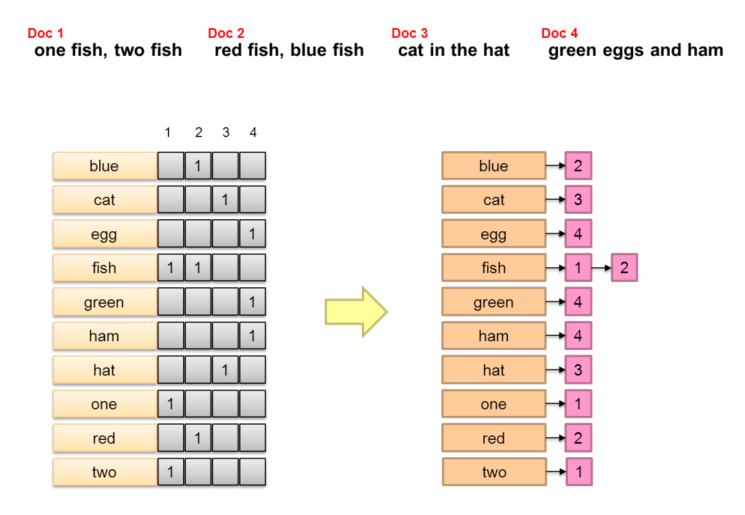 Doc 1 Doc 2 Doc 3 Doc 4
one fish, two fish red fish, blue fish cat in the hat green eggs and ham
1 2 3 4
blue 1 blue 2
cat 1 cat 3
egg 1 egg 4
fish 1 1 fish 1 2
green 1 green 4
ham 1 ham 4
hat 1 hat 3
one 1 one 1
red 1 red 2
two 1 two 1